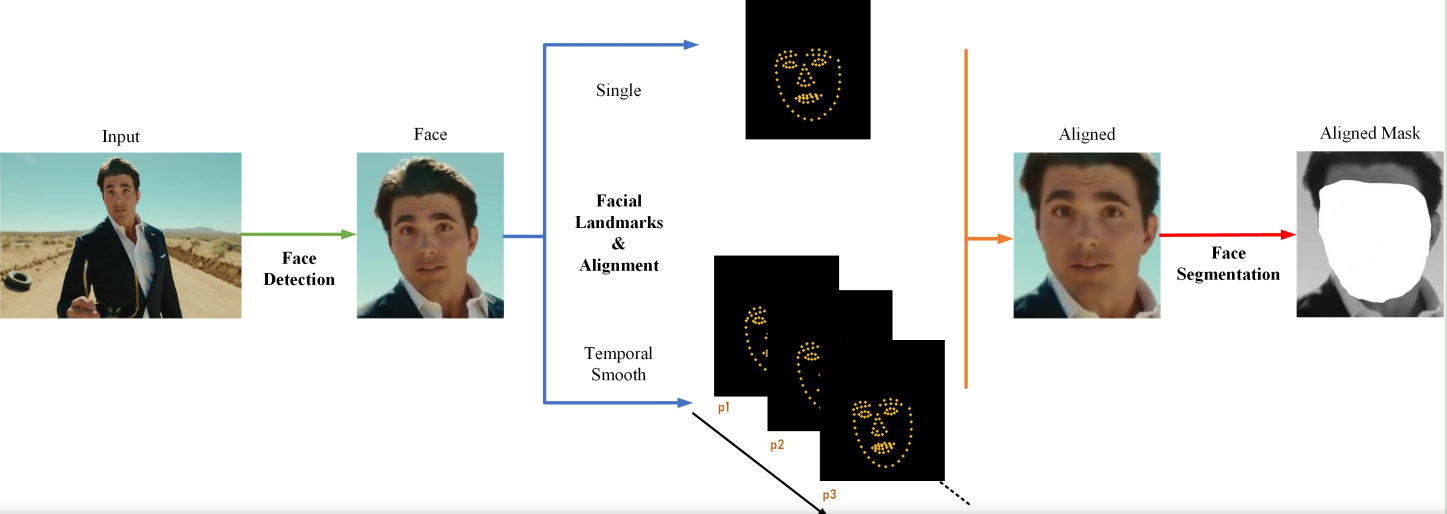 Input
Face
Detection
Face
Single
Facial
Landmarks
&
Alignment
Temporal
Smooth
p1
p2
p3
Aligned
Face
Segmentation
Aligned Mask